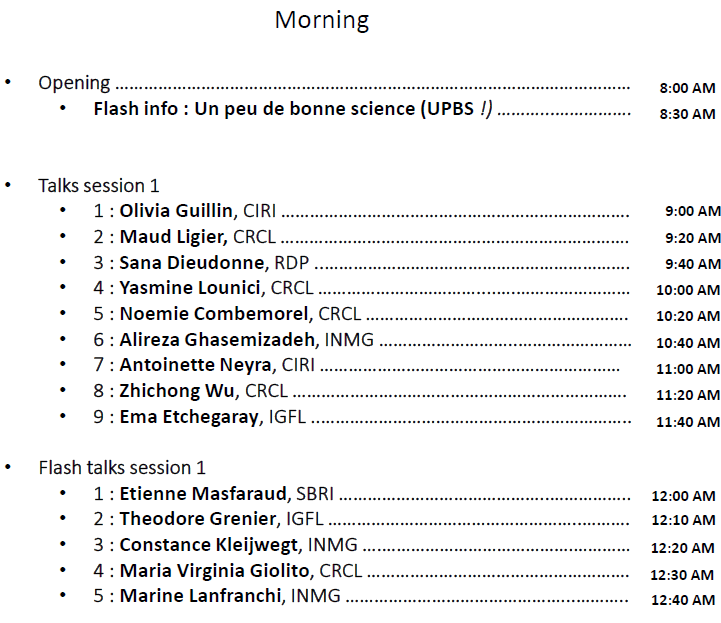 Morning
• Opening ........................................................................ 8:00 AM
• Flash info : Un peu de bonne science (UPBS !) ........................ 8:30 AM
• Talks session 1
• 1 : Olivia Guillin, CIRI ........................................................ 9:00 AM
• 2 : Maud Ligier, CRCL ........................................................ 9:20 AM
• 3 : Sana Dieudonne, RDP .................................................... 9:40 AM
• 4 : Yasmine Lounici, CRCL .................................................. 10:00 AM
• 5 : Noemie Combemorel, CRCL ............................................ 10:20 AM
• 6 : Alireza Ghasemizadeh, INMG .......................................... 10:40 AM
• 7 : Antoinette Neyra, CIRI .................................................. 11:00 AM
• 8 : Zhichong Wu, CRCL ...................................................... 11:20 AM
• 9 : Ema Etchegaray, IGFL .................................................... 11:40 AM
• Flash talks session 1
• 1 : Etienne Masfaraud, SBRI ................................................ 12:00 AM
• 2 : Theodore Grenier, IGFL .................................................. 12:10 AM
• 3 : Constance Kleijwegt, INMG ............................................ 12:20 AM
• 4 : Maria Virginia Giolito, CRCL ............................................ 12:30 AM
• 5 : Marine Lanfranchi, INMG ................................................ 12:40 AM